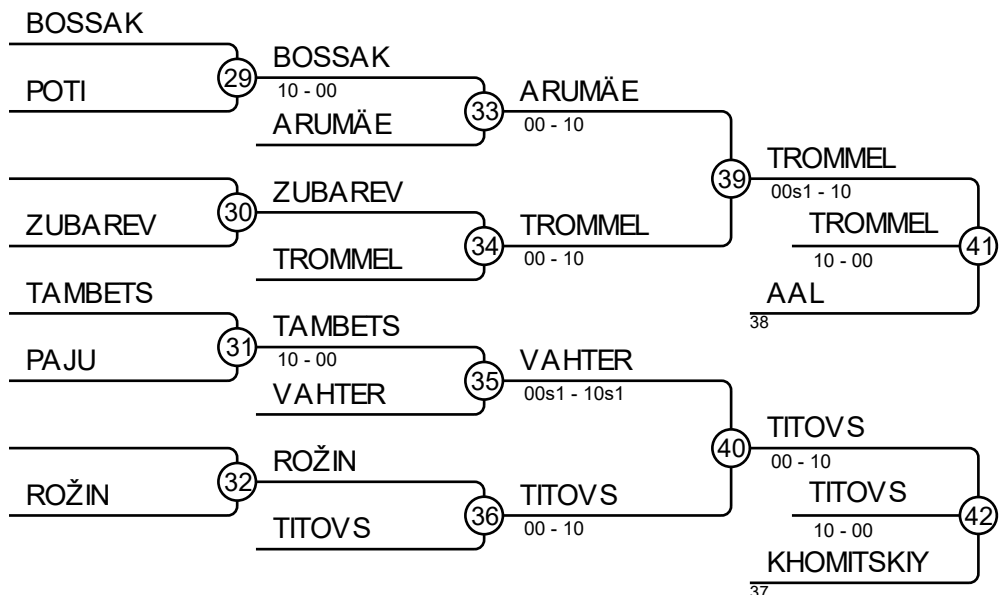 BOSSAK
POTI
29
BOSSAK
10 - 00
ARUMÄE
33
ARUMÄE
00 - 10
ZUBAREV
30
ZUBAREV
TROMMEL
34
TROMMEL
00 - 10
39
TROMMEL
00s1 - 10
TROMMEL
10 - 00
41
AAL
38
TAMBETS
PAJU
31
TAMBETS
10 - 00
VAHTER
35
VAHTER
00s1 - 10s1
ROŽIN
32
ROŽIN
TITOVS
36
TITOVS
00 - 10
40
TITOVS
00 - 10
TITOVS
10 - 00
42
KHOMITSKIY
37